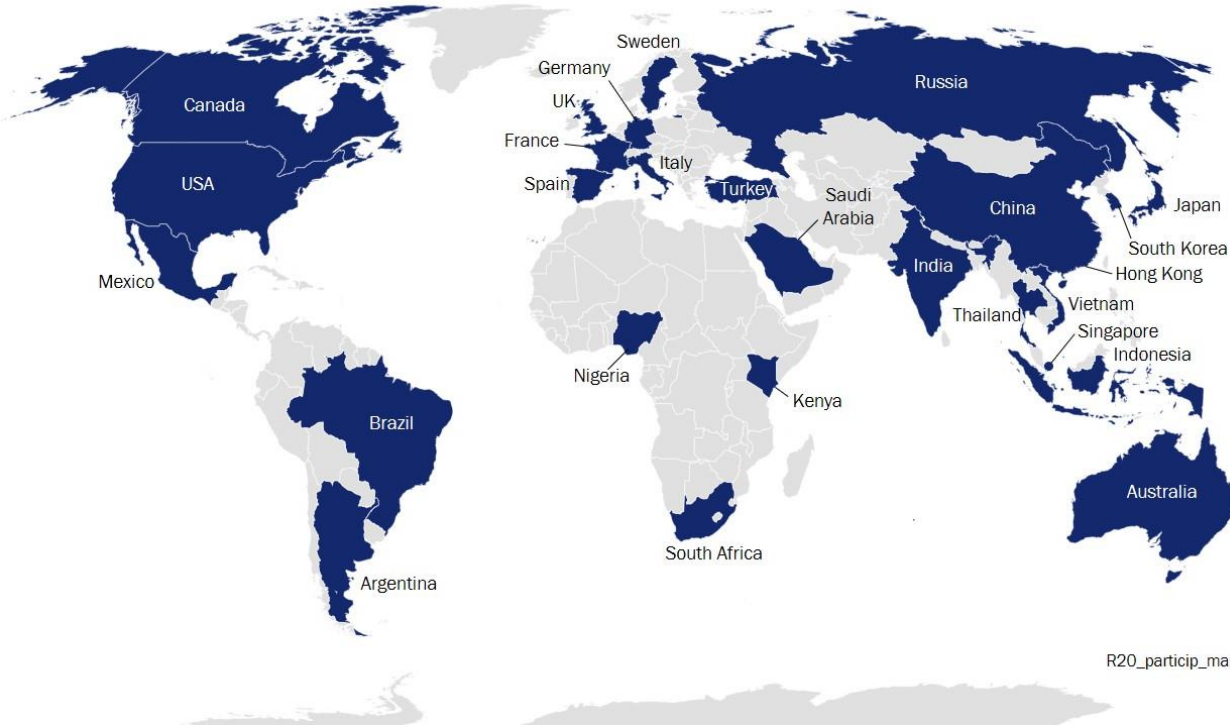 Sweden
Germany
Canada
Russia
UK
France
Italy
USA
Spain
Turkey
Saudi
Arabia
China
Japan
South Korea
India
Hong Kong
Mexico
Thailand
Vietnam
Singapore
Indonesia
Nigeria
Kenya
Brazil
Australia
South Africa
Argentina
R20_particip_ma